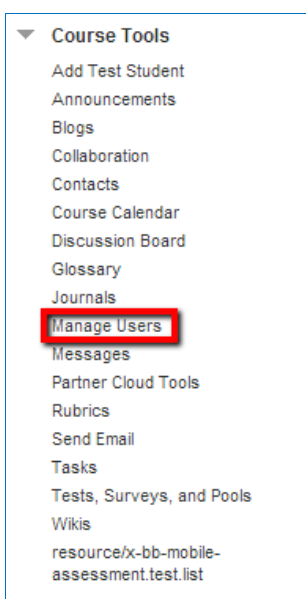 Course Tools
Add Test Student
Announcements
Blogs
Collaboration
Contacts
Course Calendar
Discussion Board
Glossary
Journals
Manage Users
Messages
Partner Cloud Tools
Rubrics
Send Email
Tasks
Tests, Surveys, and Pools
Wikis
resource/x-bb-mobile-
assessment.test.list